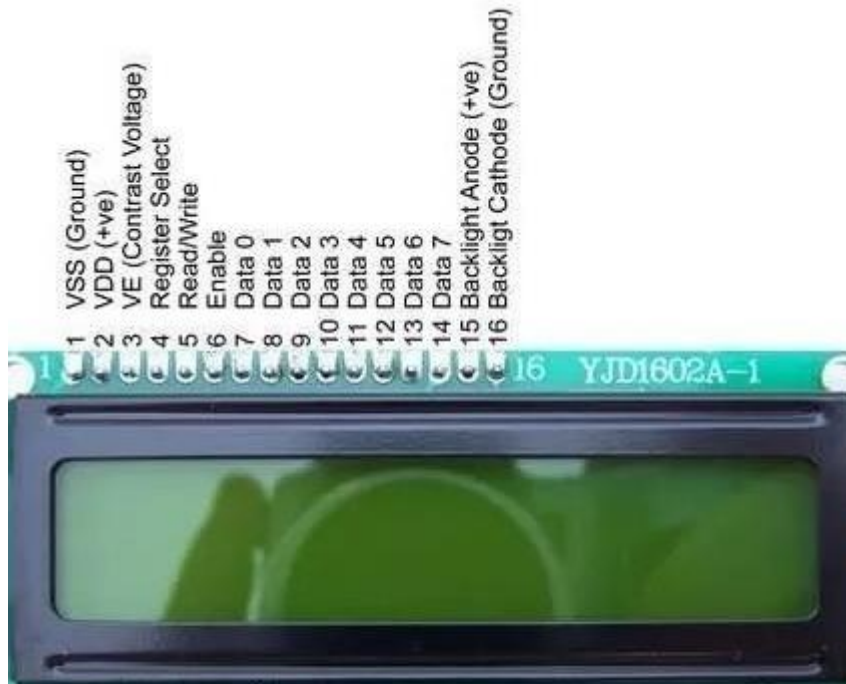 1 VSS (Ground)
2 VDD (+ve)
3 VE (Contrast Voltage)
4 Register Select
5 Read/Write
6 Enable
7 Data 0
8 Data 1
9 Data 2
10 Data 3
11 Data 4
12 Data 5
13 Data 6
14 Data 7
15 Backlight Anode (+ve)
16 Backligt Cathode (Ground)
1 16 YJD1602A-1